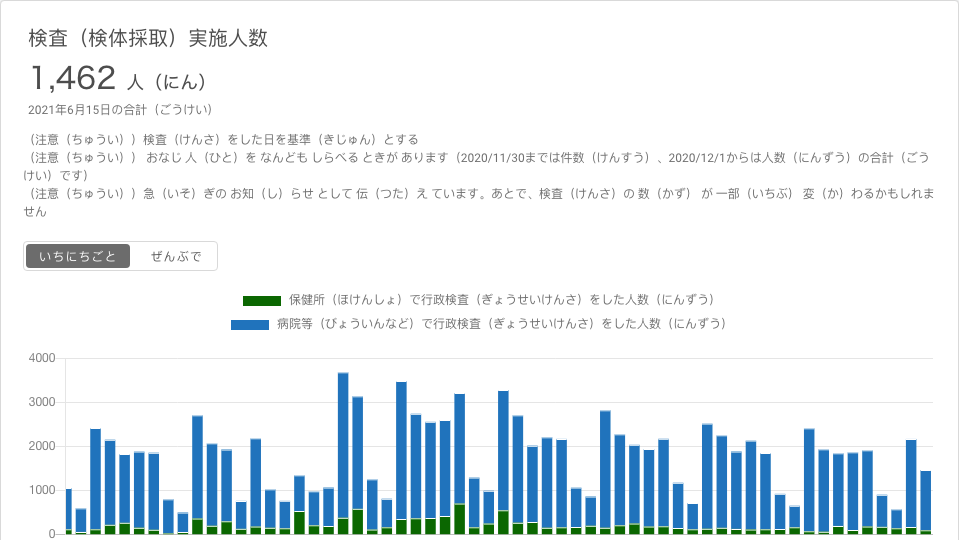 検査（検体採取）実施人数
1,462 人（にん）
2021年6月15日の合計（ごうけい）
（注意（ちゅうい））検査（けんさ）をした日を基準（きじゅん）とする
（注意（ちゅうい）） おなじ 人（ひと）を なんども しらべる ときが あります（2020/11/30までは件数（けんすう）、2020/12/1からは人数（にんずう）の合計（ごう
けい）です）
（注意（ちゅうい））急（いそ）ぎの お知（し）らせ として 伝（つた）え ています。あとで、検査（けんさ）の 数（かず） が 一部（いちぶ） 変（か）わるかもしれま
せん
いちにちごと ぜんぶで
保健所（ほけんしょ）で行政検査（ぎょうせいけんさ）をした人数（にんずう）
病院等（びょういんなど）で行政検査（ぎょうせいけんさ）をした人数（にんずう）
4000
3000
2000
1000
0